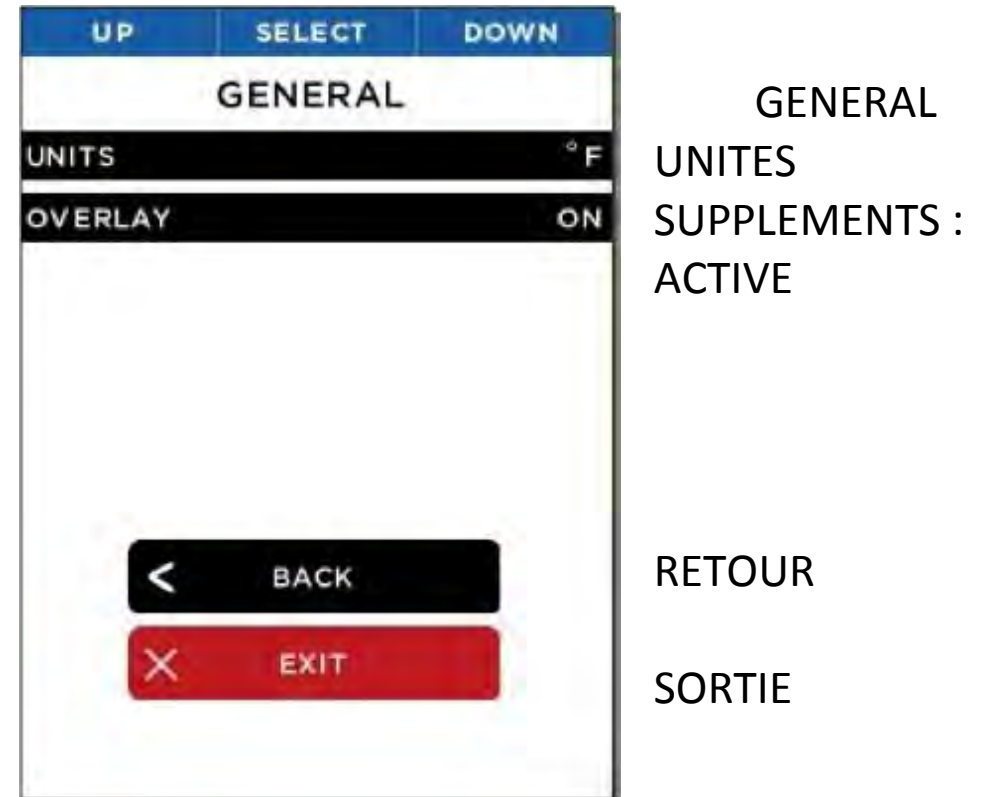 UP SELECT DOWN
GENERAL
UNITS °F
OVERLAY ON
< BACK
X EXIT
GENERAL
UNITES
SUPPLEMENTS :
ACTIVE
RETOUR
SORTIE